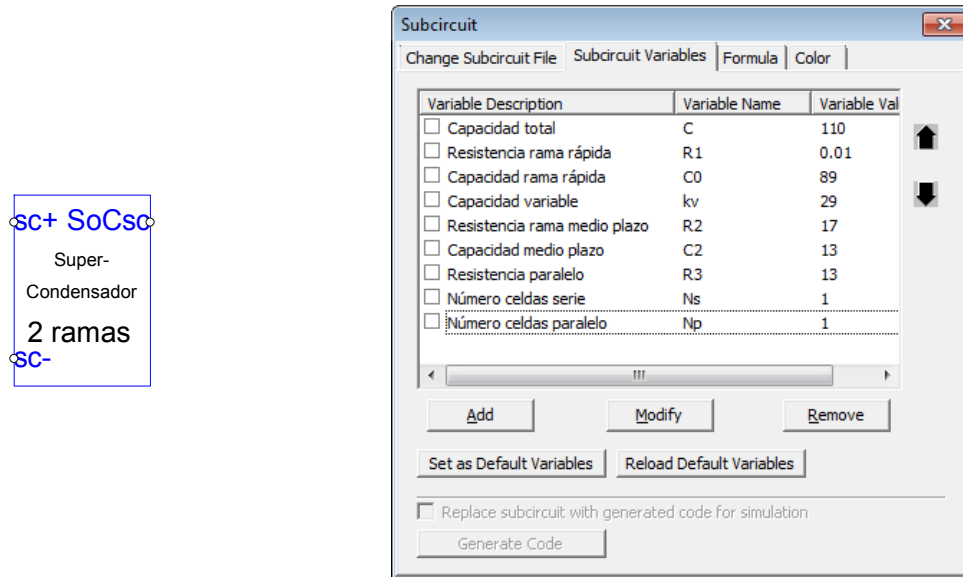 sc+ SoCsc
Super-
Condensador
2 ramas
sc-
Subcircuit
Change Subcircuit File Subcircuit Variables Formula Color
Variable Description Variable Name Variable Val
Capacidad total C 110
Resistencia rama rápida R1 0.01
Capacidad rama rápida C0 89
Capacidad variable kv 29
Resistencia rama medio plazo R2 17
Capacidad medio plazo C2 13
Resistencia paralelo R3 13
Número celdas serie Ns 1
Número celdas paralelo Np 1
Add Modify Remove
Set as Default Variables Reload Default Variables
Replace subcircuit with generated code for simulation
Generate Code